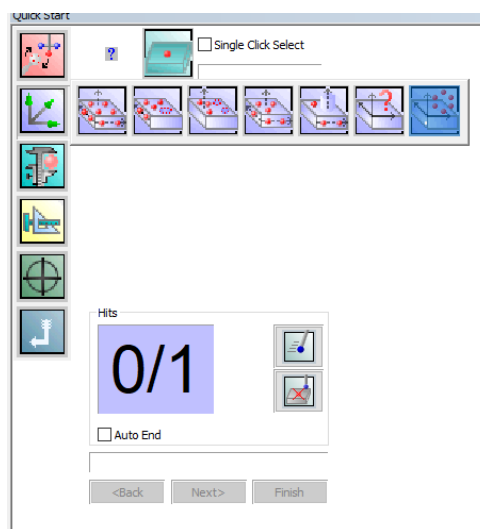 Quick Start
?
Single Click Select
?
Hits
0/1
Auto End
<Back
Next>
Finish